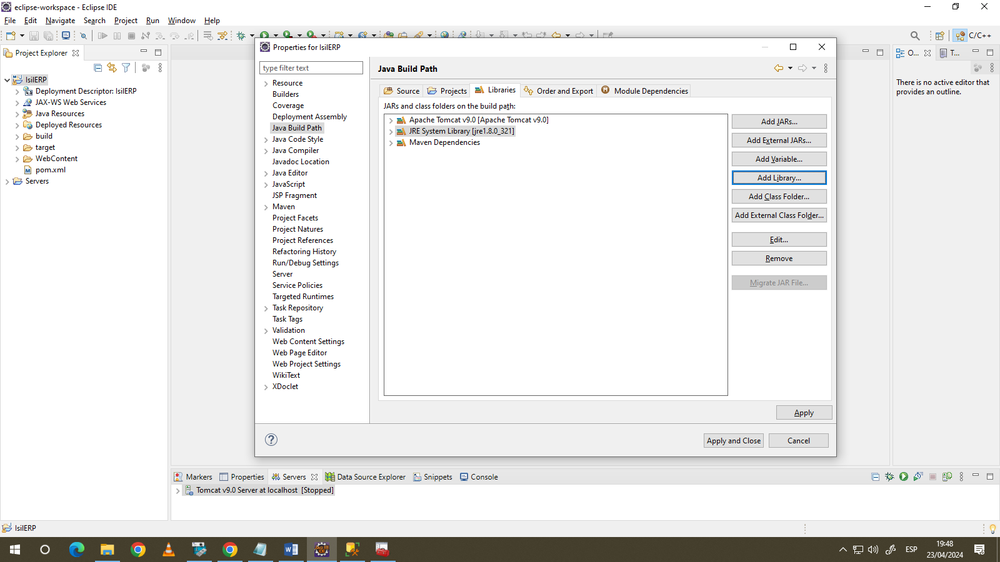 eclipse-workspace - Eclipse IDE
File Edit Navigate Search Project Run Window Help
C/C++
Project Explorer
IsilERP
Deployment Descriptor: IsilERP
JAX-WS Web Services
Java Resources
Deployed Resources
build
target
WebContent
pom.xml
Servers
Properties for IsilERP
type filter text
Resource
Builders
Coverage
Deployment Assembly
Java Build Path
Java Code Style
Java Compiler
Javadoc Location
Java Editor
JavaScript
JSP Fragment
Maven
Project Facets
Project Natures
Project References
Refactoring History
Run/Debug Settings
Server
Service Policies
Targeted Runtimes
Task Repository
Task Tags
Validation
Web Content Settings
Web Page Editor
Web Project Settings
WikiText
XDoclet
Java Build Path
Source Projects Libraries Order and Export Module Dependencies
JARs and class folders on the build path:
Apache Tomcat v9.0 [Apache Tomcat v9.0]
JRE System Library [jre1.8.0_321]
Maven Dependencies
Add JARs...
Add External JARs...
Add Variable...
Add Library...
Add Class Folder...
Add External Class Folder...
Edit...
Remove
Migrate JAR File...
Apply
Apply and Close Cancel
O... T...
There is no active editor that
provides an outline.
Markers Properties Servers Data Source Explorer Snippets Console
Tomcat v9.0 Server at localhost [Stopped]
IsilERP
ESP
19:48
23/04/2024